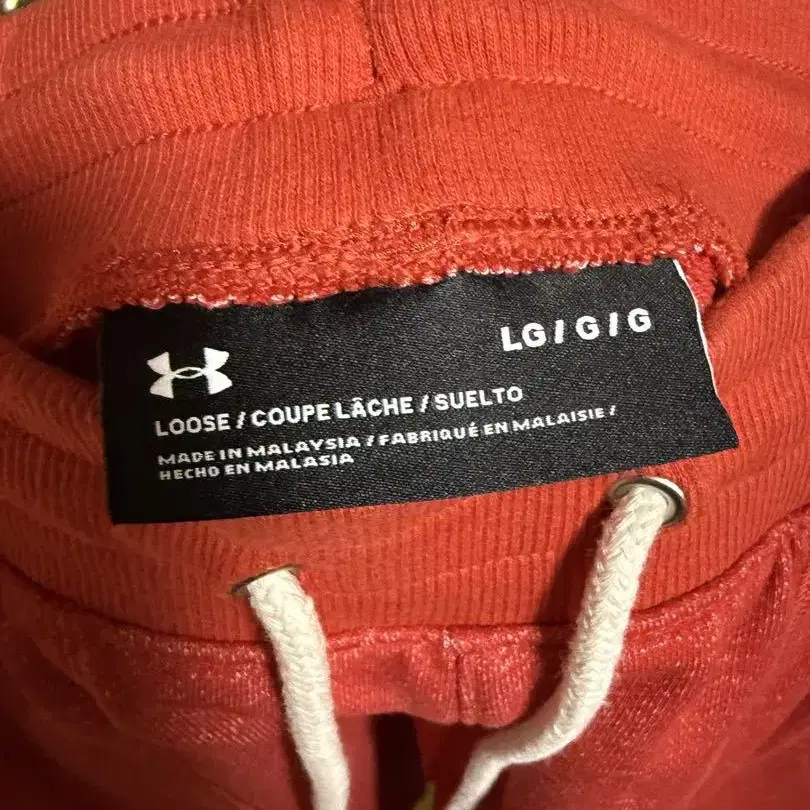 LG / G / G
LOOSE / COUPE LÂCHE / SUELTO
MADE IN MALAYSIA / FABRIQUÉ EN MALAISIE /
HECHO EN MALASIA